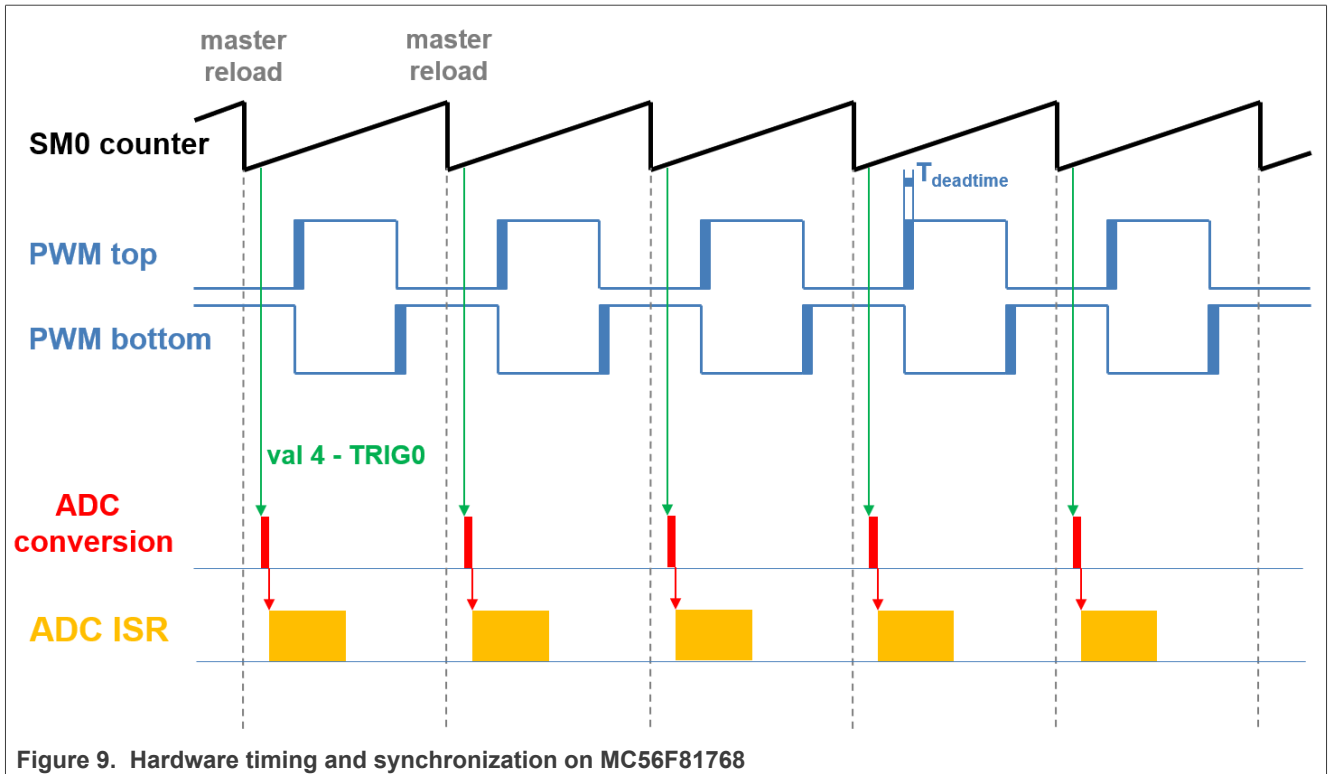 master
reload
master
reload
SM0 counter
Tdeadtime
PWM top
PWM bottom
val 4 - TRIG0
ADC
conversion
ADC ISR
Figure 9. Hardware timing and synchronization on MC56F81768